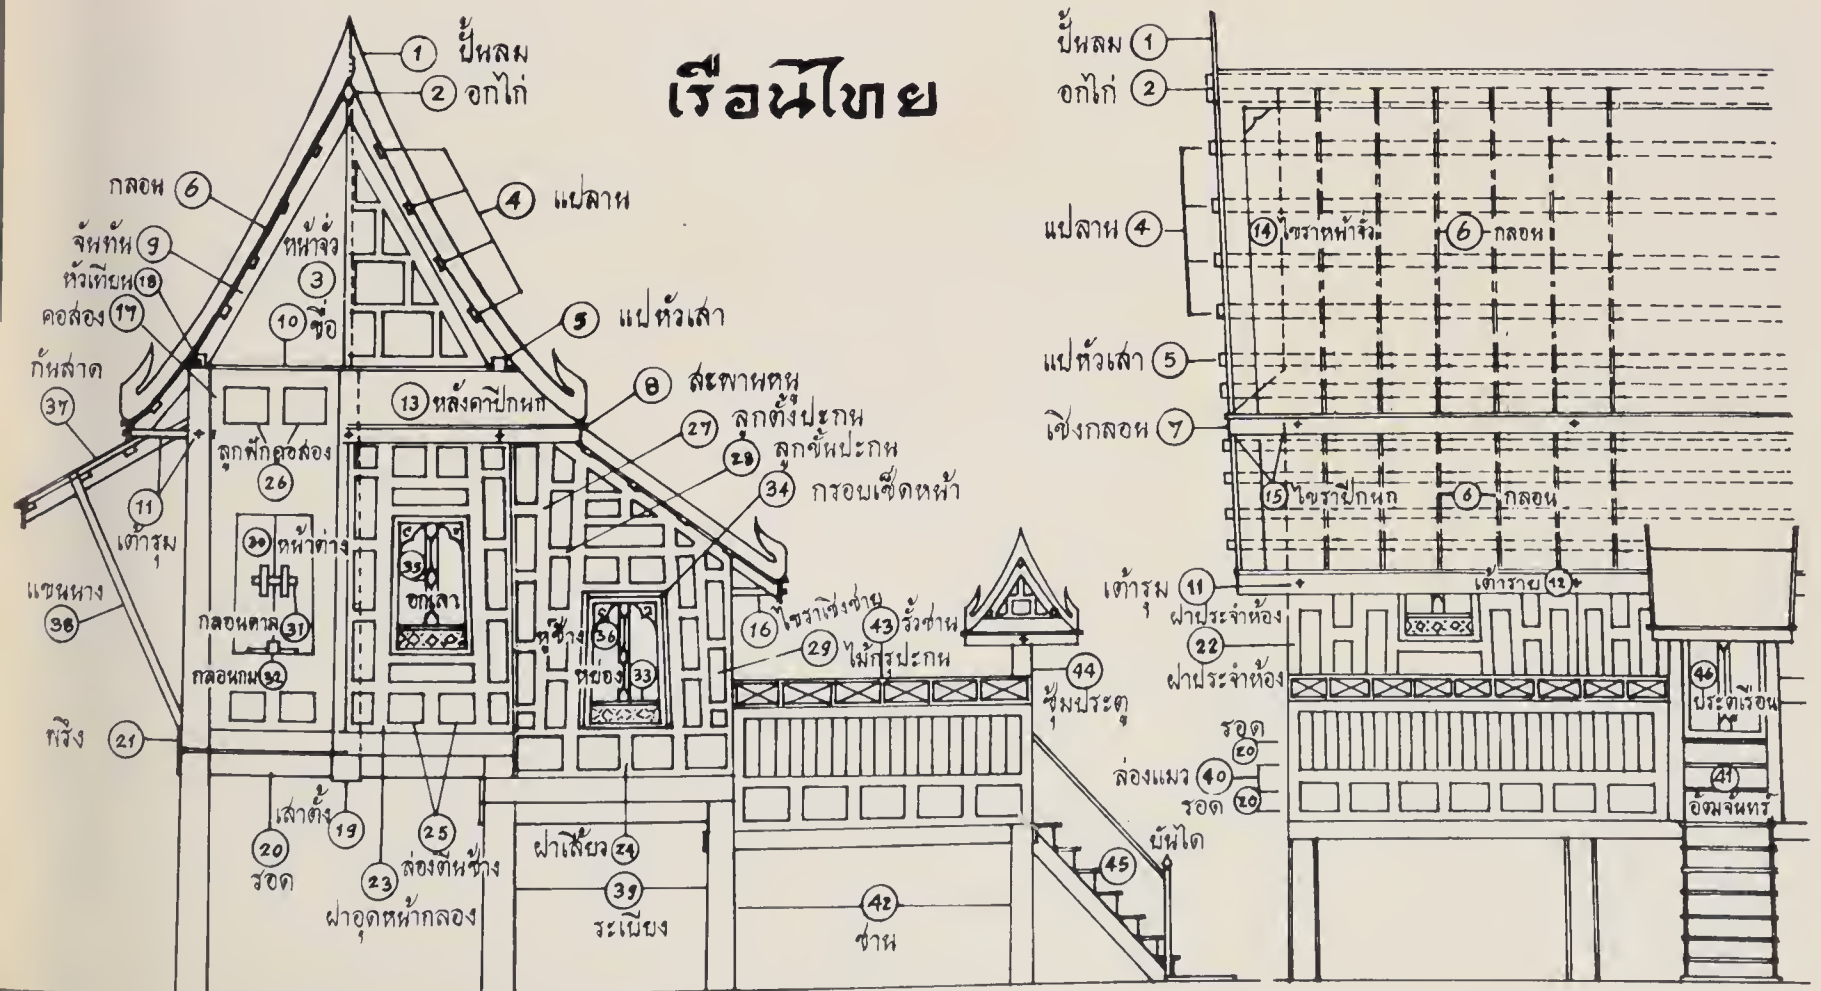 เรือนไทย
1 ปั้นลม
2 อกไก่
กลอน 6
4 แปลาน
จันทัน 9
หน้าจั่ว
3
หัวเทียน 18
คอสอง 17
10 ขื่อ
5 แปหัวเสา
กันสาด
37
13 หลังคาปีกนก
8 สะพานหนู
27 ลูกตั้งปะกน
28 ลูกขั้นปะกน
34 กรอบเช็ดหน้า
ลูกฟักคอสอง
26
11
เต้ารุม
30 หน้าต่าง
แขนนาง
38
กลอนดาล 31
กลอน 32
35
อกเลา
หูช้าง
36
หย่อง 33
16 ไขราเชิงชาย
43 รั้วชาน
29 ไม้กรุปะกน
44
ซุ้มประตู
พรึง 21
เสาตั้ง 19
20
รอด
25
ล่องตีนช้าง
23
ฝาอุดหน้ากลอง
ฝาเสี้ยว 24
39
ระเบียง
42
ชาน
45
บันได
ปั้นลม 1
อกไก่ 2
แปลาน 4
14 ไขราหน้าจั่ว
6 กลอน
แปหัวเสา 5
เชิงกลอน 7
15 ไขราปีกนก
6 กลอน
เต้ารุม 11
เต้าราย 12
ฝาประจำห้อง
22
ฝาประจำห้อง
46
ประตูเรือน
รอด
20
ล่องแมว 40
รอด 20
41
อัฒจันทร์